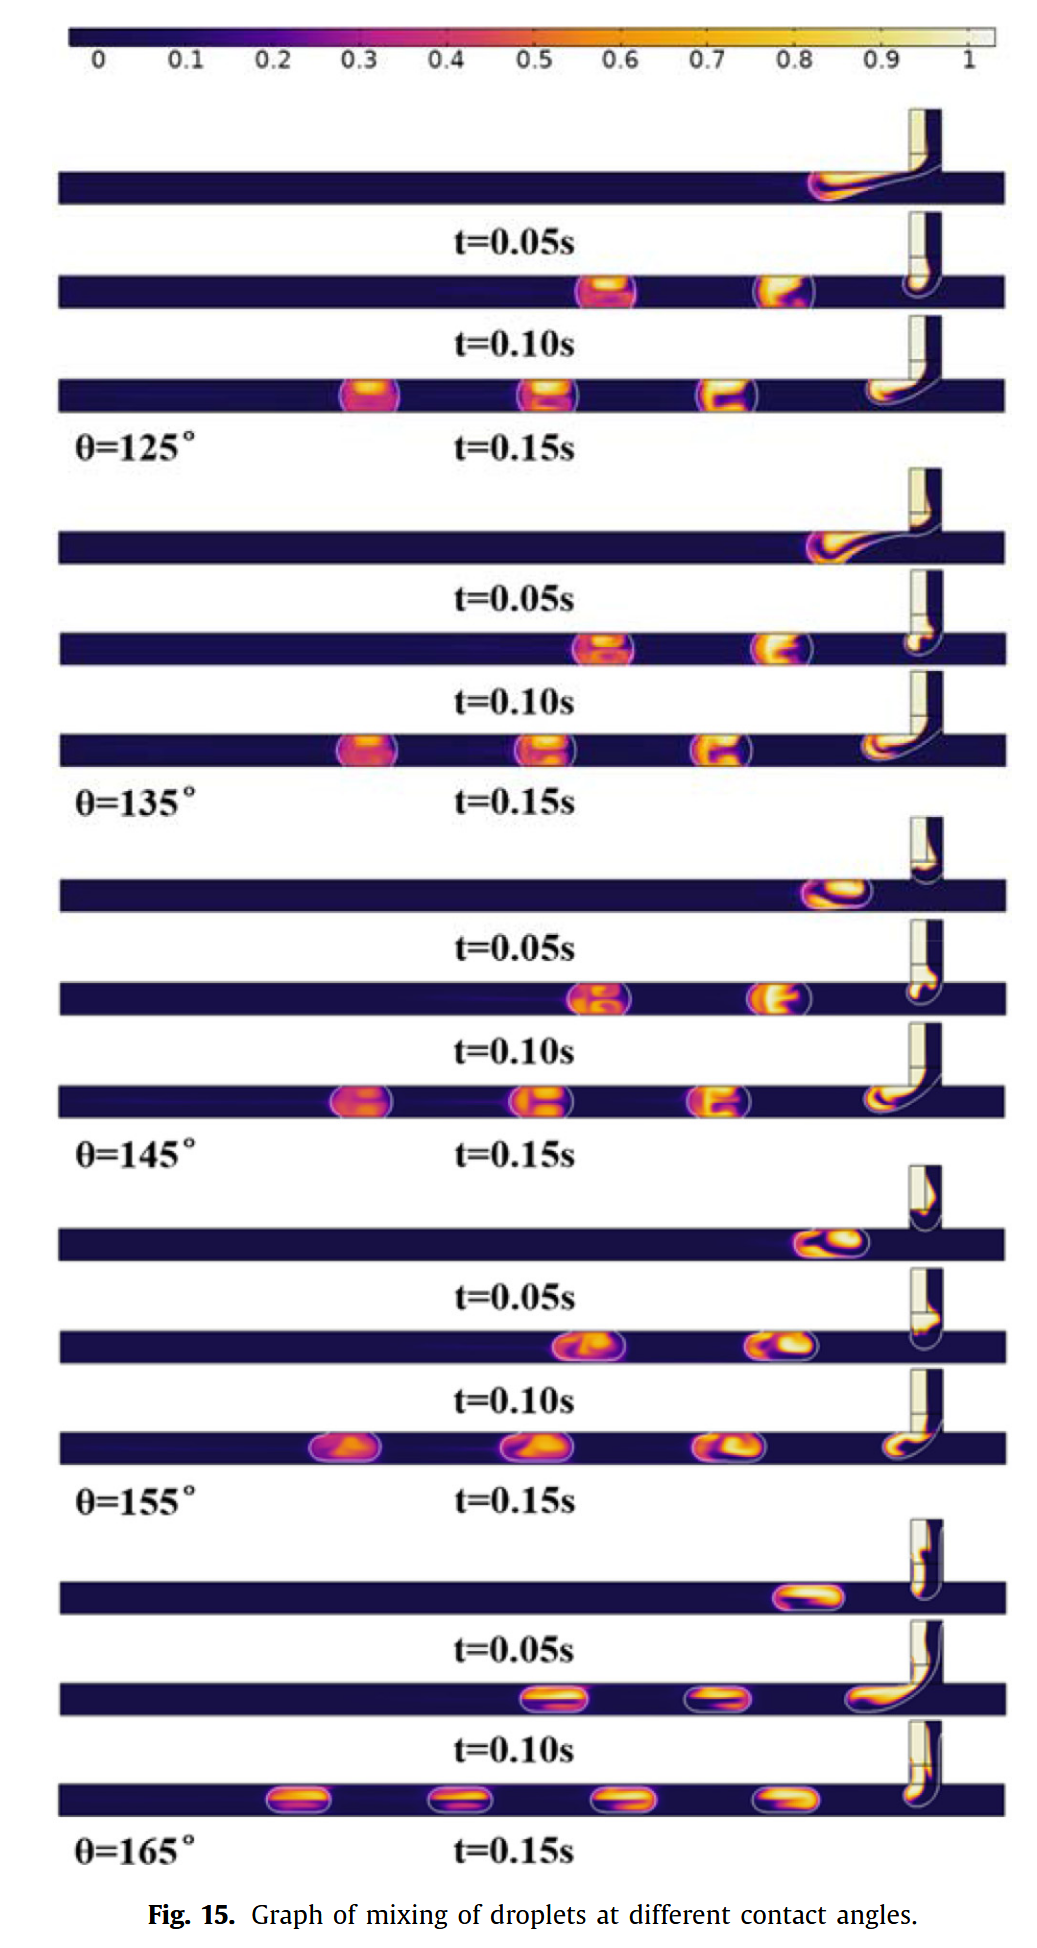 0 0.1 0.2 0.3 0.4 0.5 0.6 0.7 0.8 0.9 1
t=0.05s
t=0.10s
θ=125° t=0.15s
t=0.05s
t=0.10s
θ=135° t=0.15s
t=0.05s
t=0.10s
θ=145° t=0.15s
t=0.05s
t=0.10s
θ=155° t=0.15s
t=0.05s
t=0.10s
θ=165° t=0.15s
Fig. 15. Graph of mixing of droplets at different contact angles.